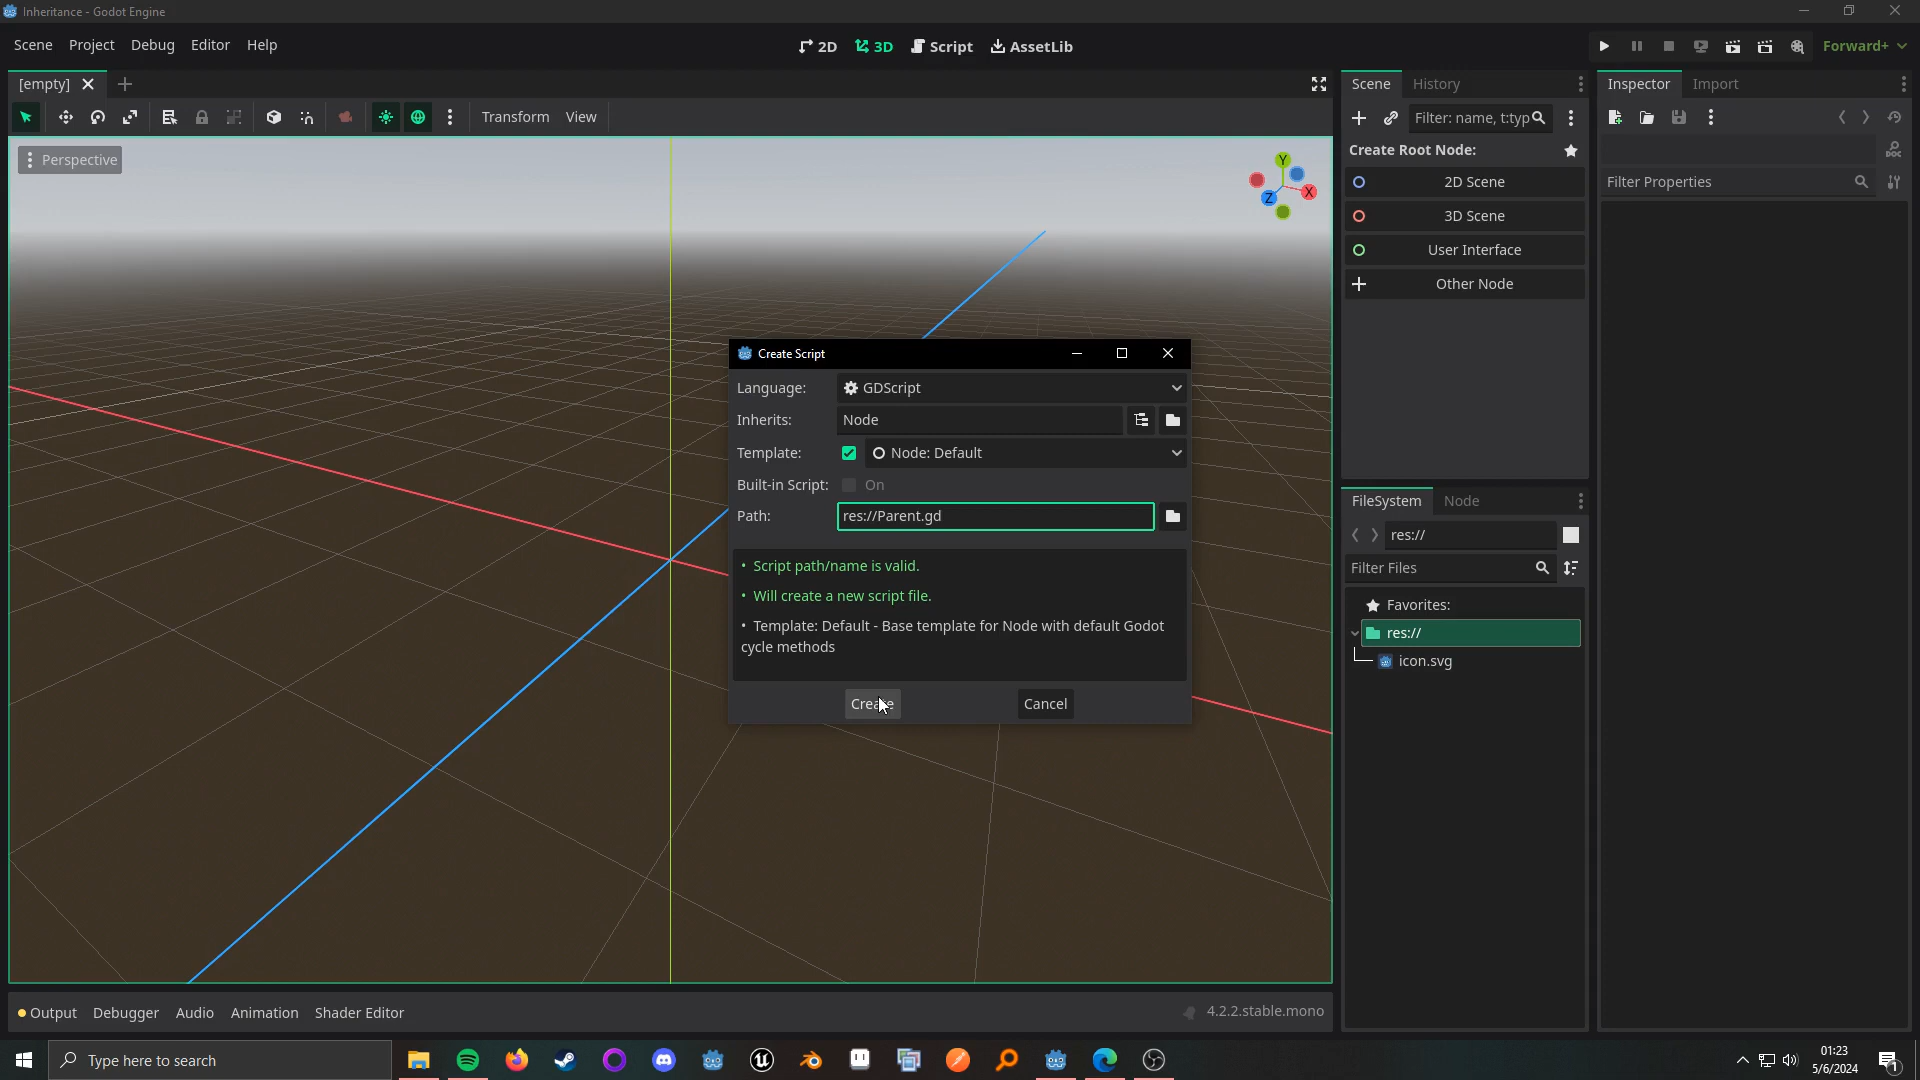 Inheritance - Godot Engine
Scene Project Debug Editor Help
2D 3D Script AssetLib
Forward+
[empty]
Transform View
Perspective
Y
X
Z
Scene History
Filter: name, t:typ
Create Root Node:
2D Scene
3D Scene
User Interface
Other Node
Inspector Import
DOC
Filter Properties
Create Script
Language: GDScript
Inherits: Node
Template: Node: Default
Built-in Script: On
Path: res://Parent.gd
• Script path/name is valid.
• Will create a new script file.
• Template: Default - Base template for Node with default Godot
cycle methods
Create Cancel
FileSystem Node
res://
Filter Files
Favorites:
res://
icon.svg
Output Debugger Audio Animation Shader Editor
4.2.2.stable.mono
Type here to search
01:23
5/6/2024
1